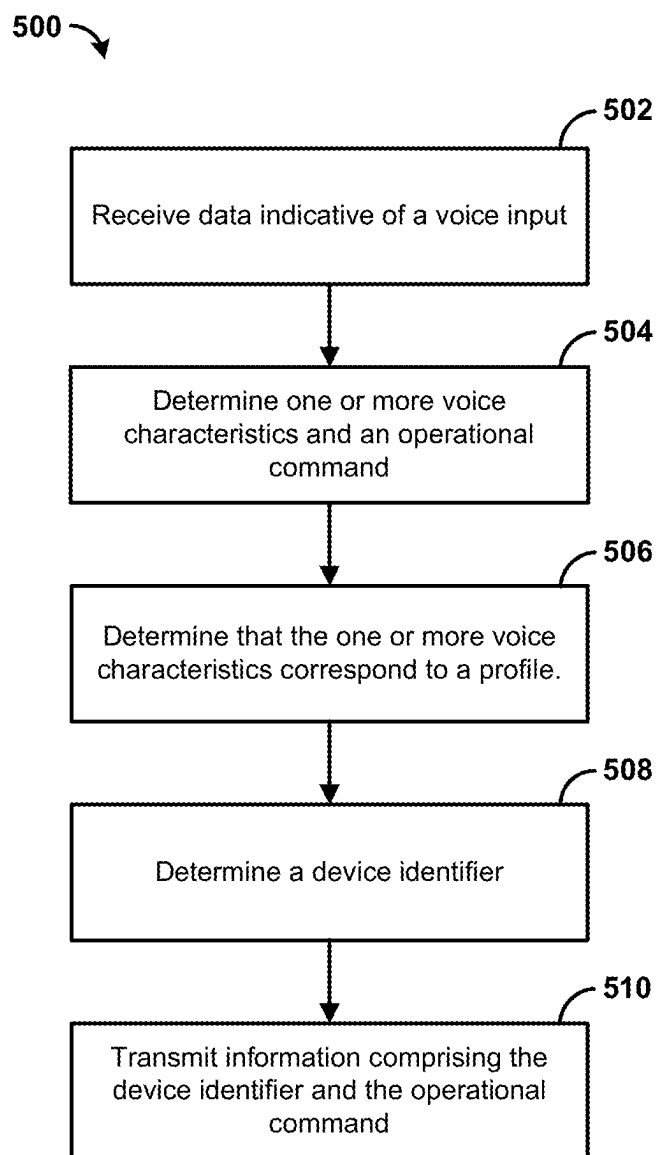 500
502
Receive data indicative of a voice input
504
Determine one or more voice
characteristics and an operational
command
506
Determine that the one or more voice
characteristics correspond to a profile.
508
Determine a device identifier
510
Transmit information comprising the
device identifier and the operational
command